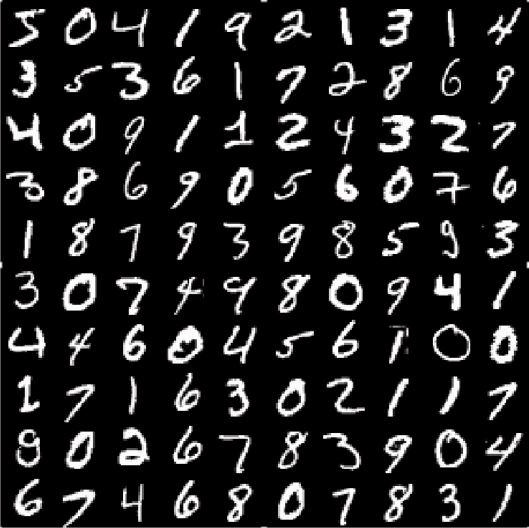 5 0 4 1 9 2 1 3 1 4
3 5 3 6 1 7 2 8 6 9
4 0 9 1 1 2 4 3 2 7
3 8 6 9 0 5 6 0 7 6
1 8 7 9 3 9 8 5 9 3
3 0 7 4 9 8 0 9 4 1
4 4 6 0 4 5 6 1 0 0
1 7 1 6 3 0 2 1 1 7
8 0 2 6 7 8 3 9 0 4
6 7 4 6 8 0 7 8 3 1